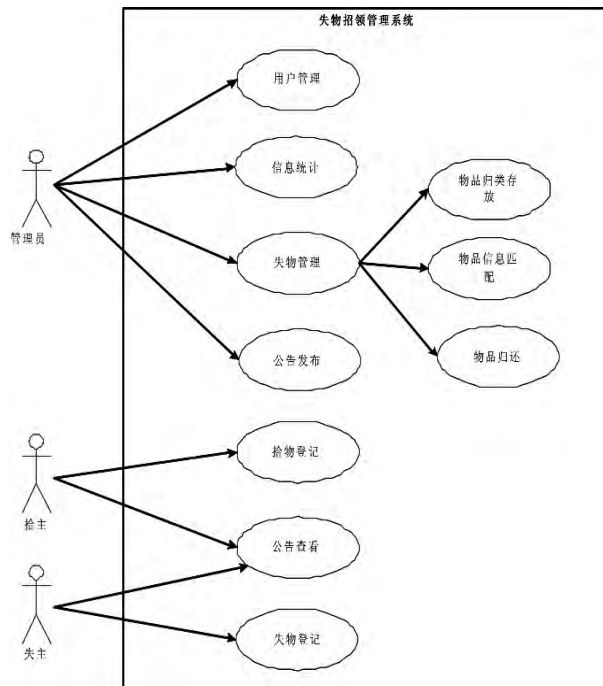 失物招领管理系统
用户管理
信息统计
物品归类存
放
管理员
失物管理
物品信息匹
配
公告发布
物品归还
拾物登记
拾主
公告查看
失物登记
失主